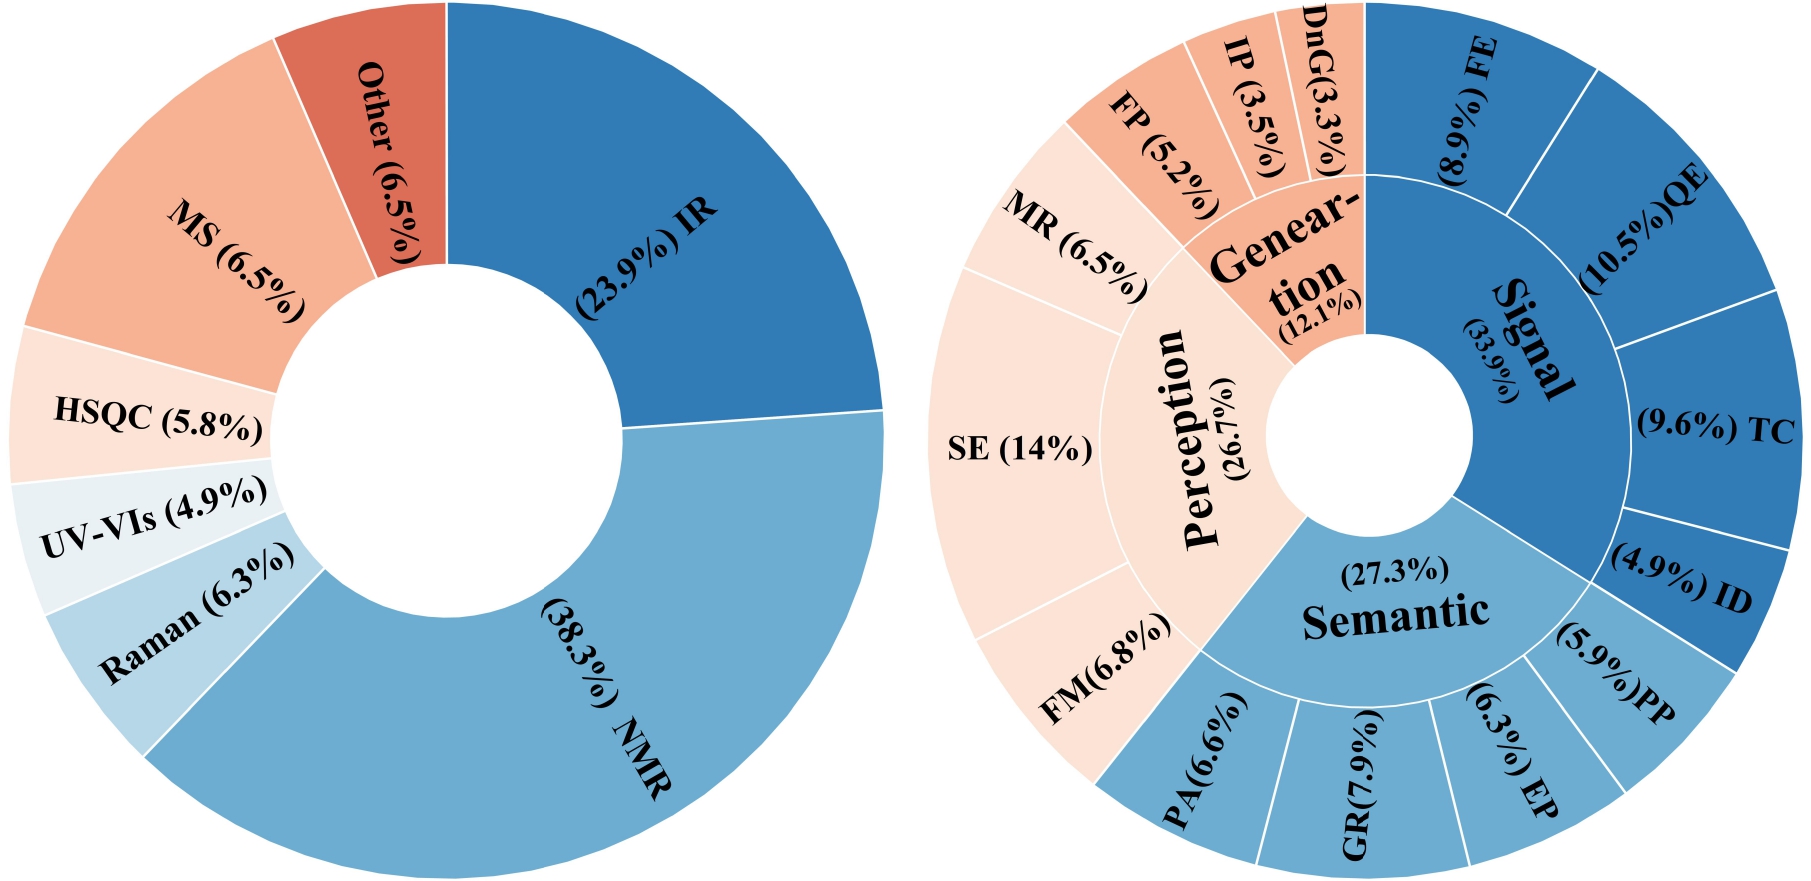 (23.9%) IR
(38.3%) NMR
Raman (6.3%)
UV-VIs (4.9%)
HSQC (5.8%)
MS (6.5%)
Other (6.5%)
(8.9%) FE
(10.5%)QE
(9.6%) TC
(4.9%) ID
(5.9%)PP
(6.3%) EP
GR(7.9%)
PA(6.6%)
FM(6.8%)
SE (14%)
MR (6.5%)
FP (5.2%)
IP (3.5%)
DnG(3.3%)
Signal
(33.9%)
(27.3%)
Semantic
Perception
(26.7%)
Genear-
tion
(12.1%)